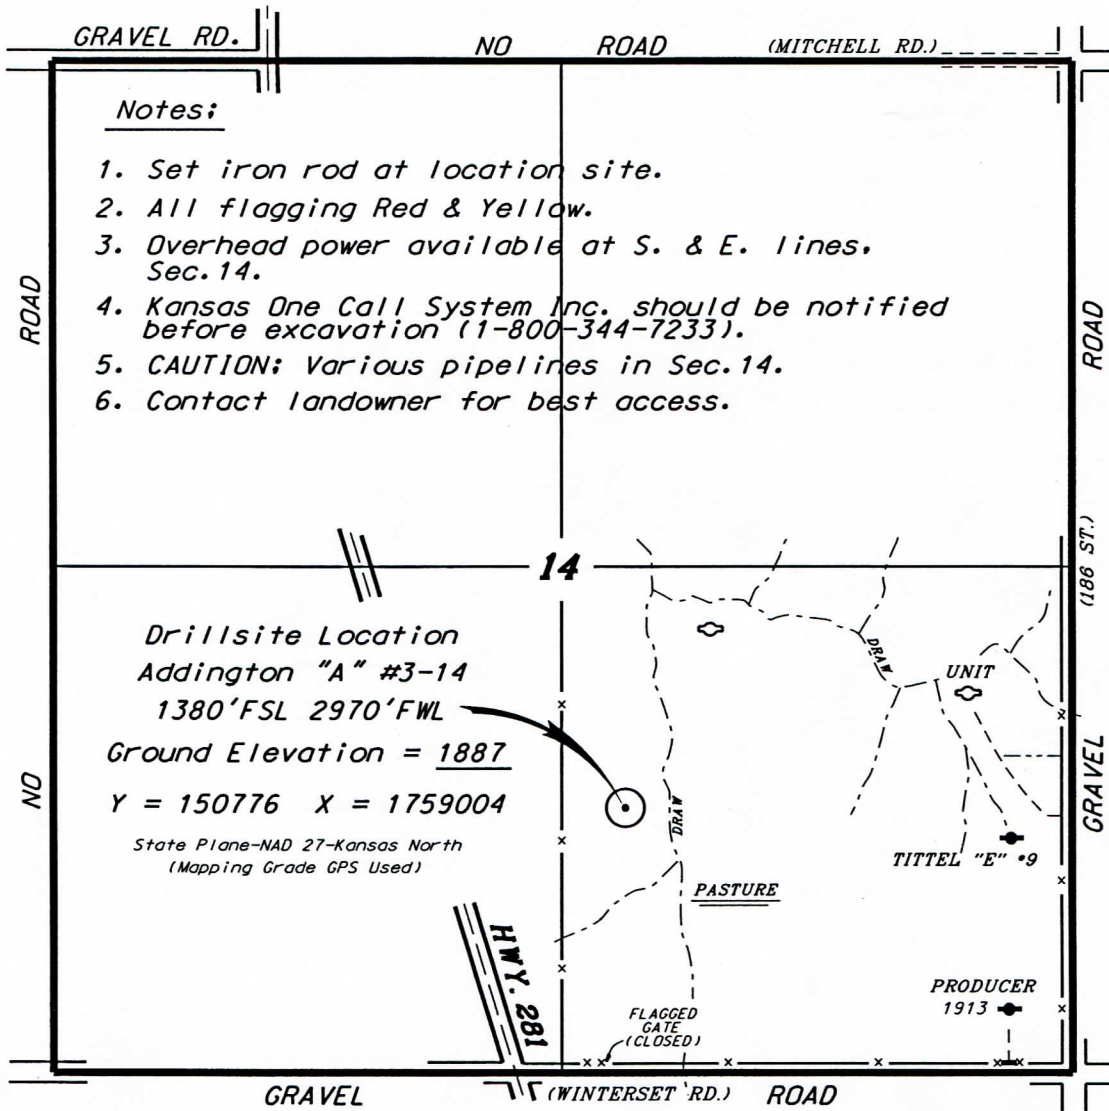 GRAVEL RD.
NO ROAD (MITCHELL RD.)
Notes:
1. Set iron rod at location site.
2. All flagging Red & Yellow.
3. Overhead power available at S. & E. lines.
Sec.14.
4. Kansas One Call System Inc. should be notified
before excavation (1-800-344-7233).
5. CAUTION: Various pipelines in Sec.14.
6. Contact landowner for best access.
NO ROAD
ROAD
(186 ST.)
GRAVEL
14
Drillsite Location
Addington "A" #3-14
1380'FSL 2970'FWL
Ground Elevation = 1887
Y = 150776 X = 1759004
State Plane-NAD 27-Kansas North
(Mapping Grade GPS Used)
DRAW
UNIT
DRAW
TITTEL "E" #9
PASTURE
HWY. 281
PRODUCER
1913
FLAGGED
GATE
(CLOSED)
GRAVEL (WINTERSET RD.) ROAD